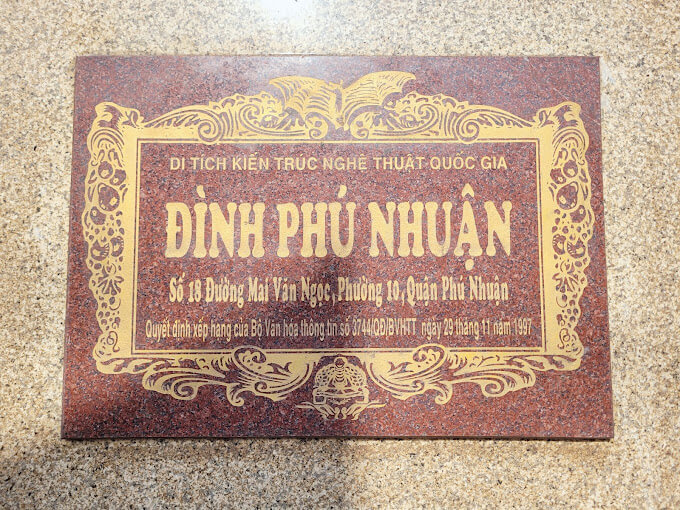 DI TÍCH KIẾN TRÚC NGHỆ THUẬT QUỐC GIA
ĐÌNH PHÚ NHUẬN
Số 18 Đường Mai Văn Ngọc, Phường 10, Quận Phú Nhuận
Quyết định xếp hạng của Bộ Văn hóa thông tin số 3744/QĐ/BVHTT ngày 29 tháng 11 năm 1997